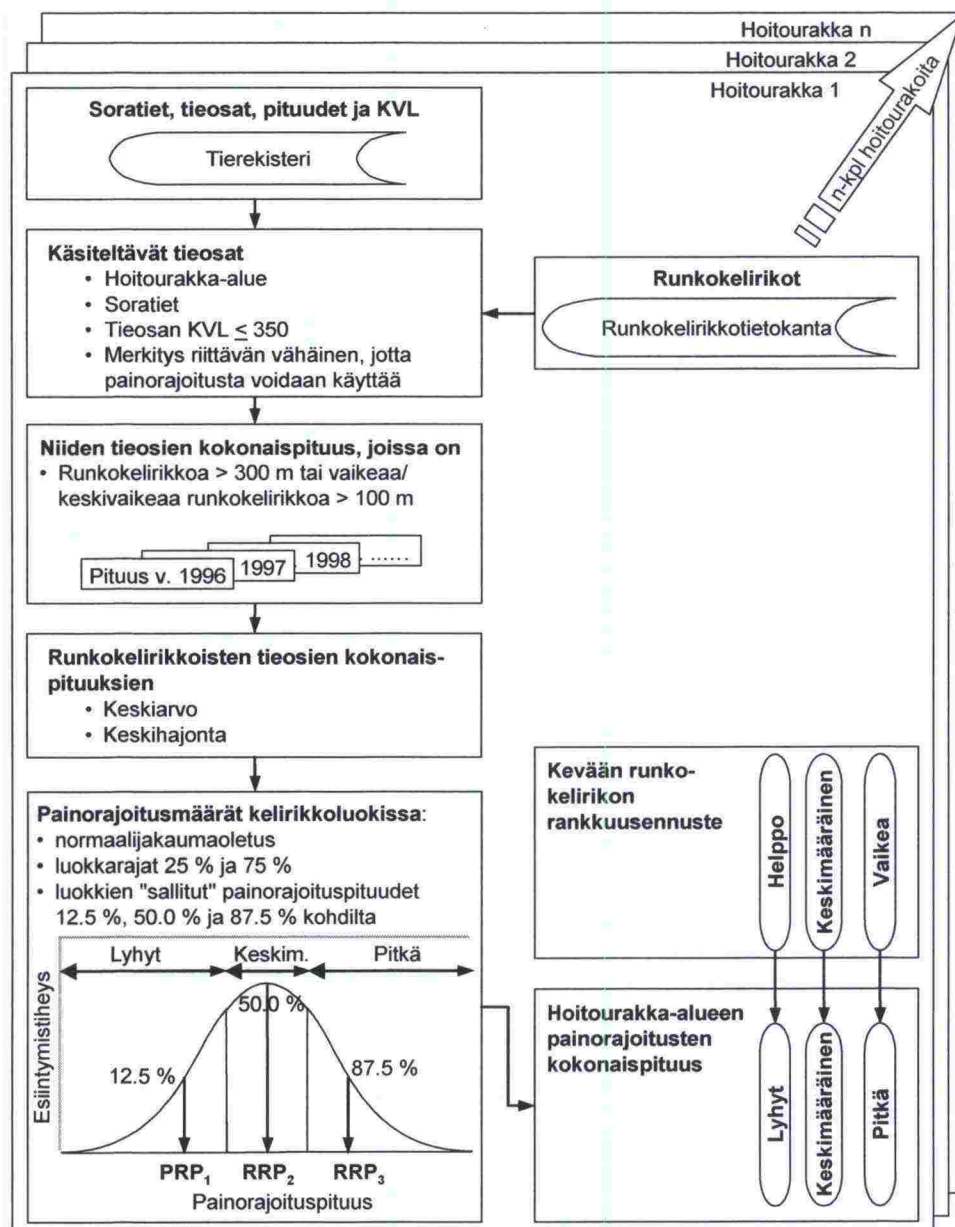 Hoitourakka n
Hoitourakka 2
Hoitourakka 1
n-kpl hoitourakoita
Soratiet, tieosat, pituudet ja KVL
Tierekisteri
Käsiteltävät tieosat
• Hoitourakka-alue
• Soratiet
• Tieosan KVL ≤ 350
• Merkitys riittävän vähäinen, jotta
painorajoitusta voidaan käyttää
Runkokelirikot
Runkokelirikkotietokanta
Niiden tieosien kokonaispituus, joissa on
• Runkokelirikkoa > 300 m tai vaikeaa/
keskivaikeaa runkokelirikkoa > 100 m
Pituus v. 1996
1997
1998
. ......
Runkokelirikkoisten tieosien kokonais-
pituuksien
• Keskiarvo
• Keskihajonta
Painorajoitusmäärät kelirikkoluokissa:
• normaalijakaumaoletus
• luokkarajat 25 % ja 75 %
• luokkien "sallitut" painorajoituspituudet
12.5 %, 50.0 % ja 87.5 % kohdilta
Lyhyt
Keskim.
Pitkä
Esiintymistiheys
50.0 %
12.5 %
87.5 %
PRP1
RRP2
RRP3
Painorajoituspituus
Kevään runko-
kelirikon
rankkuusennuste
Helppo
Keskimääräinen
Vaikea
Hoitourakka-alueen
painorajoitusten
kokonaispituus
Lyhyt
Keskimääräinen
Pitkä